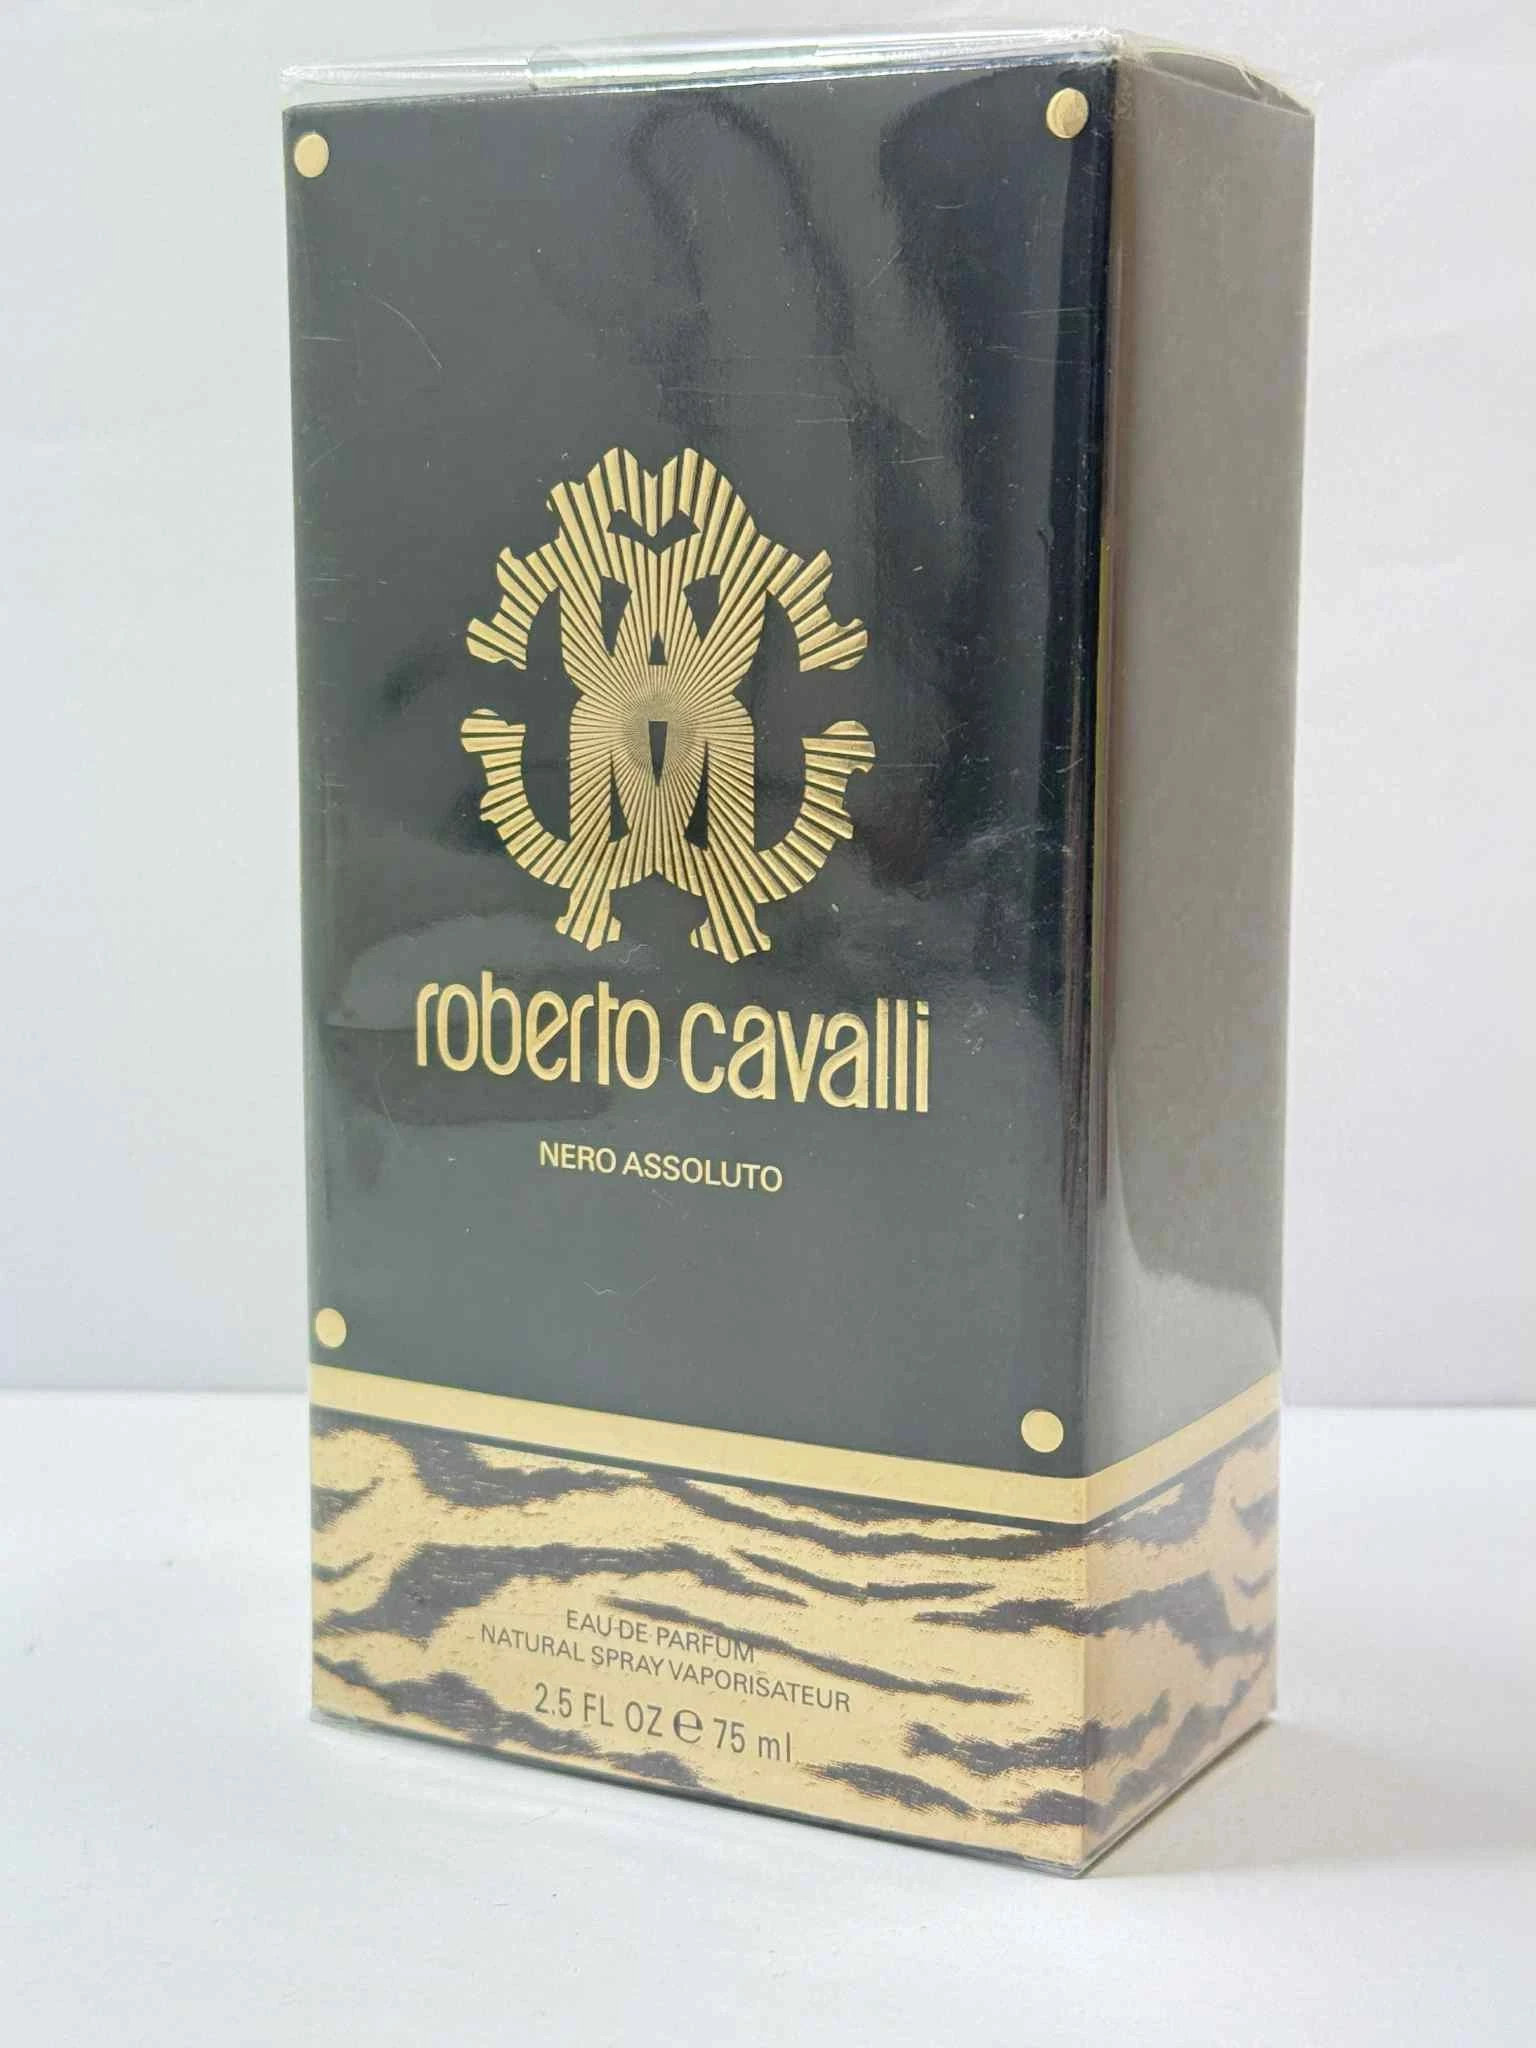 roberto cavalli
NERO ASSOLUTO
EAU DE PARFUM
NATURAL SPRAY VAPORISATEUR
2.5 FL OZ ℮ 75 ml